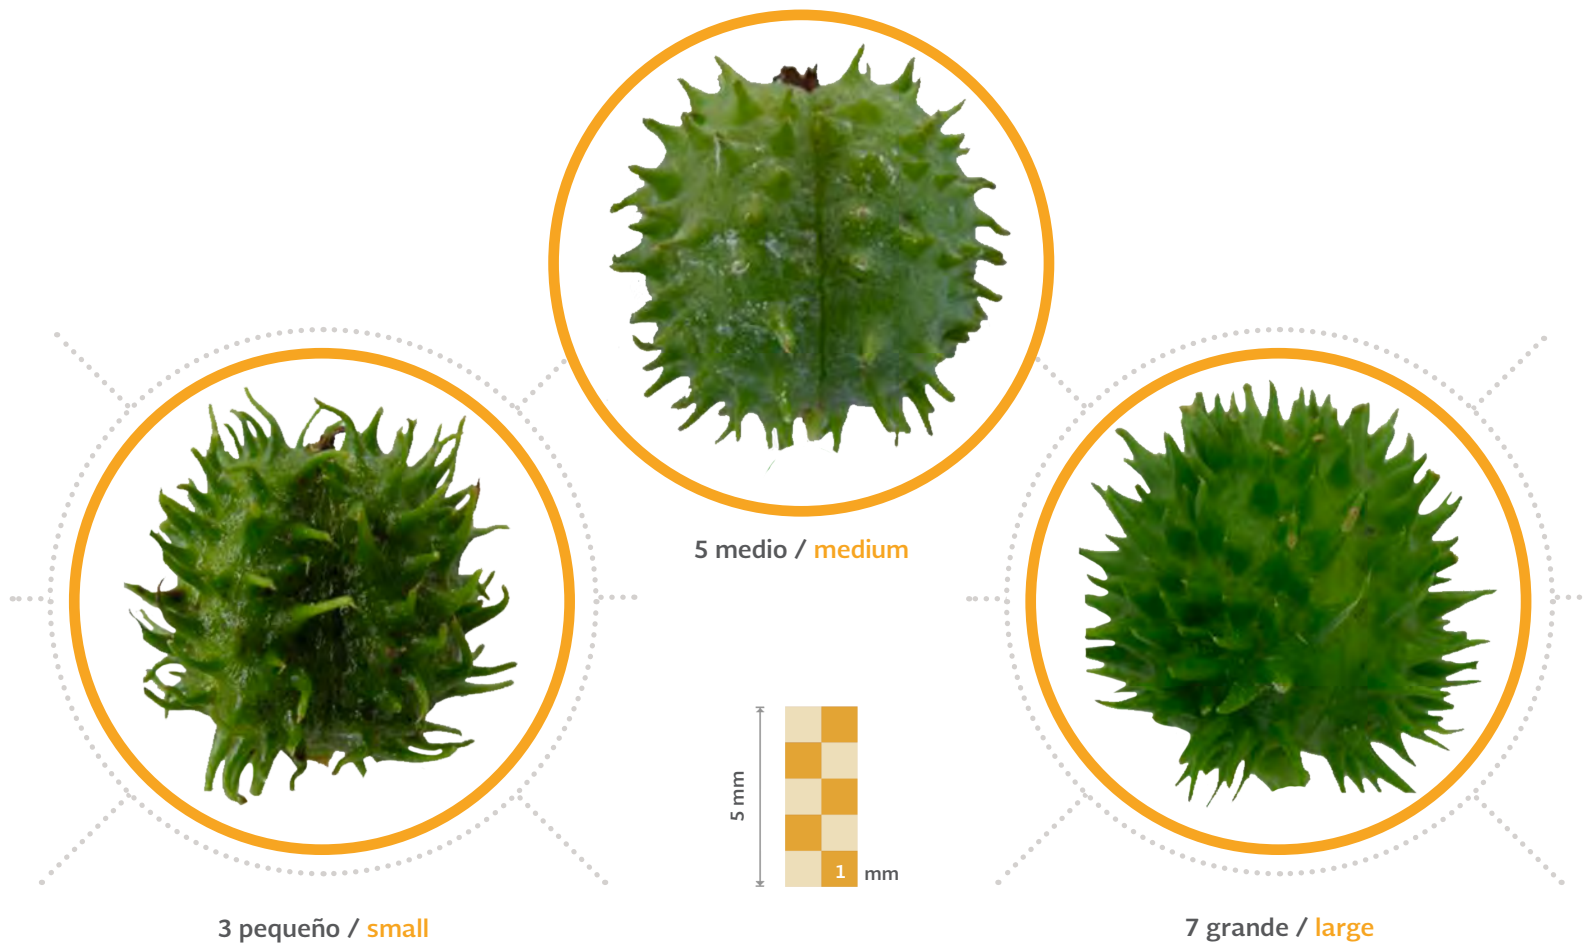 5 medio / medium
5 mm
1 mm
3 pequeño / small
7 grande / large